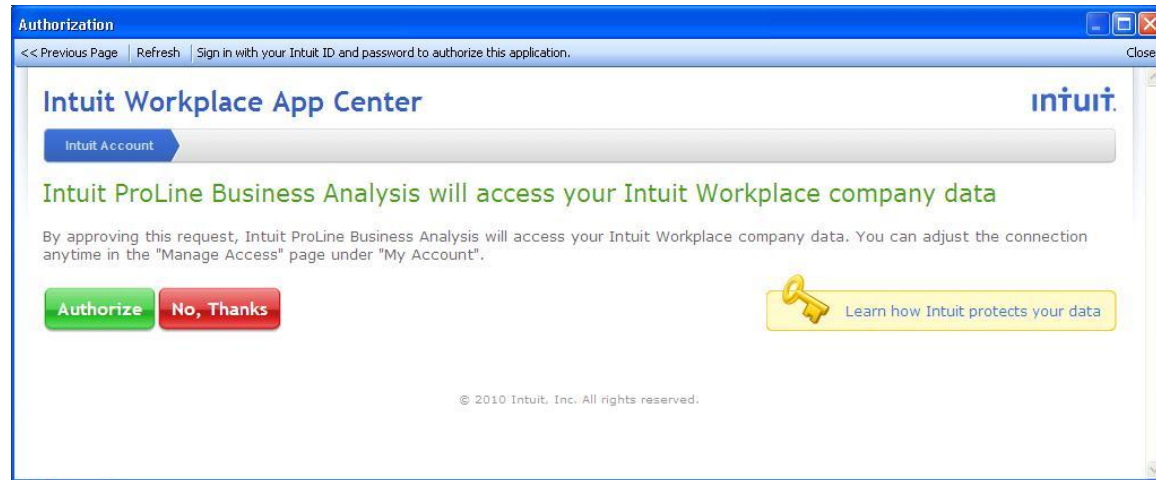 Authorization
<< Previous Page Refresh Sign in with your Intuit ID and password to authorize this application. Close
Intuit Workplace App Center intuit.
Intuit Account
Intuit ProLine Business Analysis will access your Intuit Workplace company data
By approving this request, Intuit ProLine Business Analysis will access your Intuit Workplace company data. You can adjust the connection
anytime in the "Manage Access" page under "My Account".
Authorize No, Thanks Learn how Intuit protects your data
© 2010 Intuit, Inc. All rights reserved.